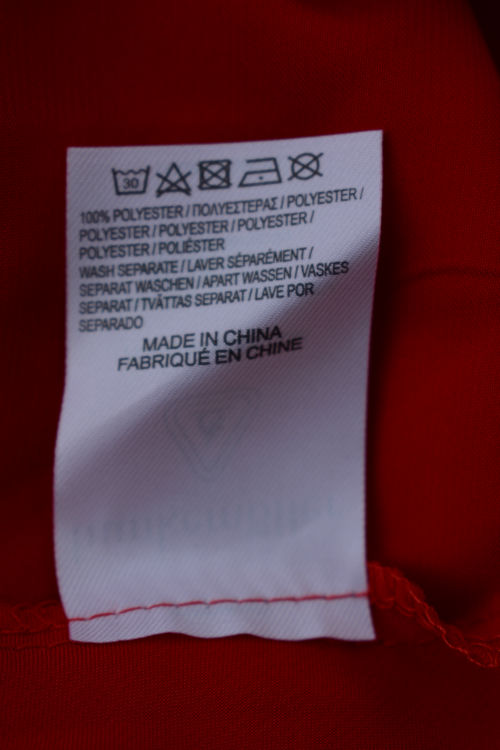 30
100% POLYESTER / ΠΟΛΥΕΣΤΕΡΑΣ / POLYESTER /
POLYESTER / POLYESTER / POLYESTER /
POLYESTER / POLIÉSTER
WASH SEPARATE / LAVER SÉPARÉMENT /
SEPARAT WASCHEN / APART WASSEN / VASKES
SEPARAT / TVÄTTAS SEPARAT / LAVE POR
SEPARADO
MADE IN CHINA
FABRIQUÉ EN CHINE